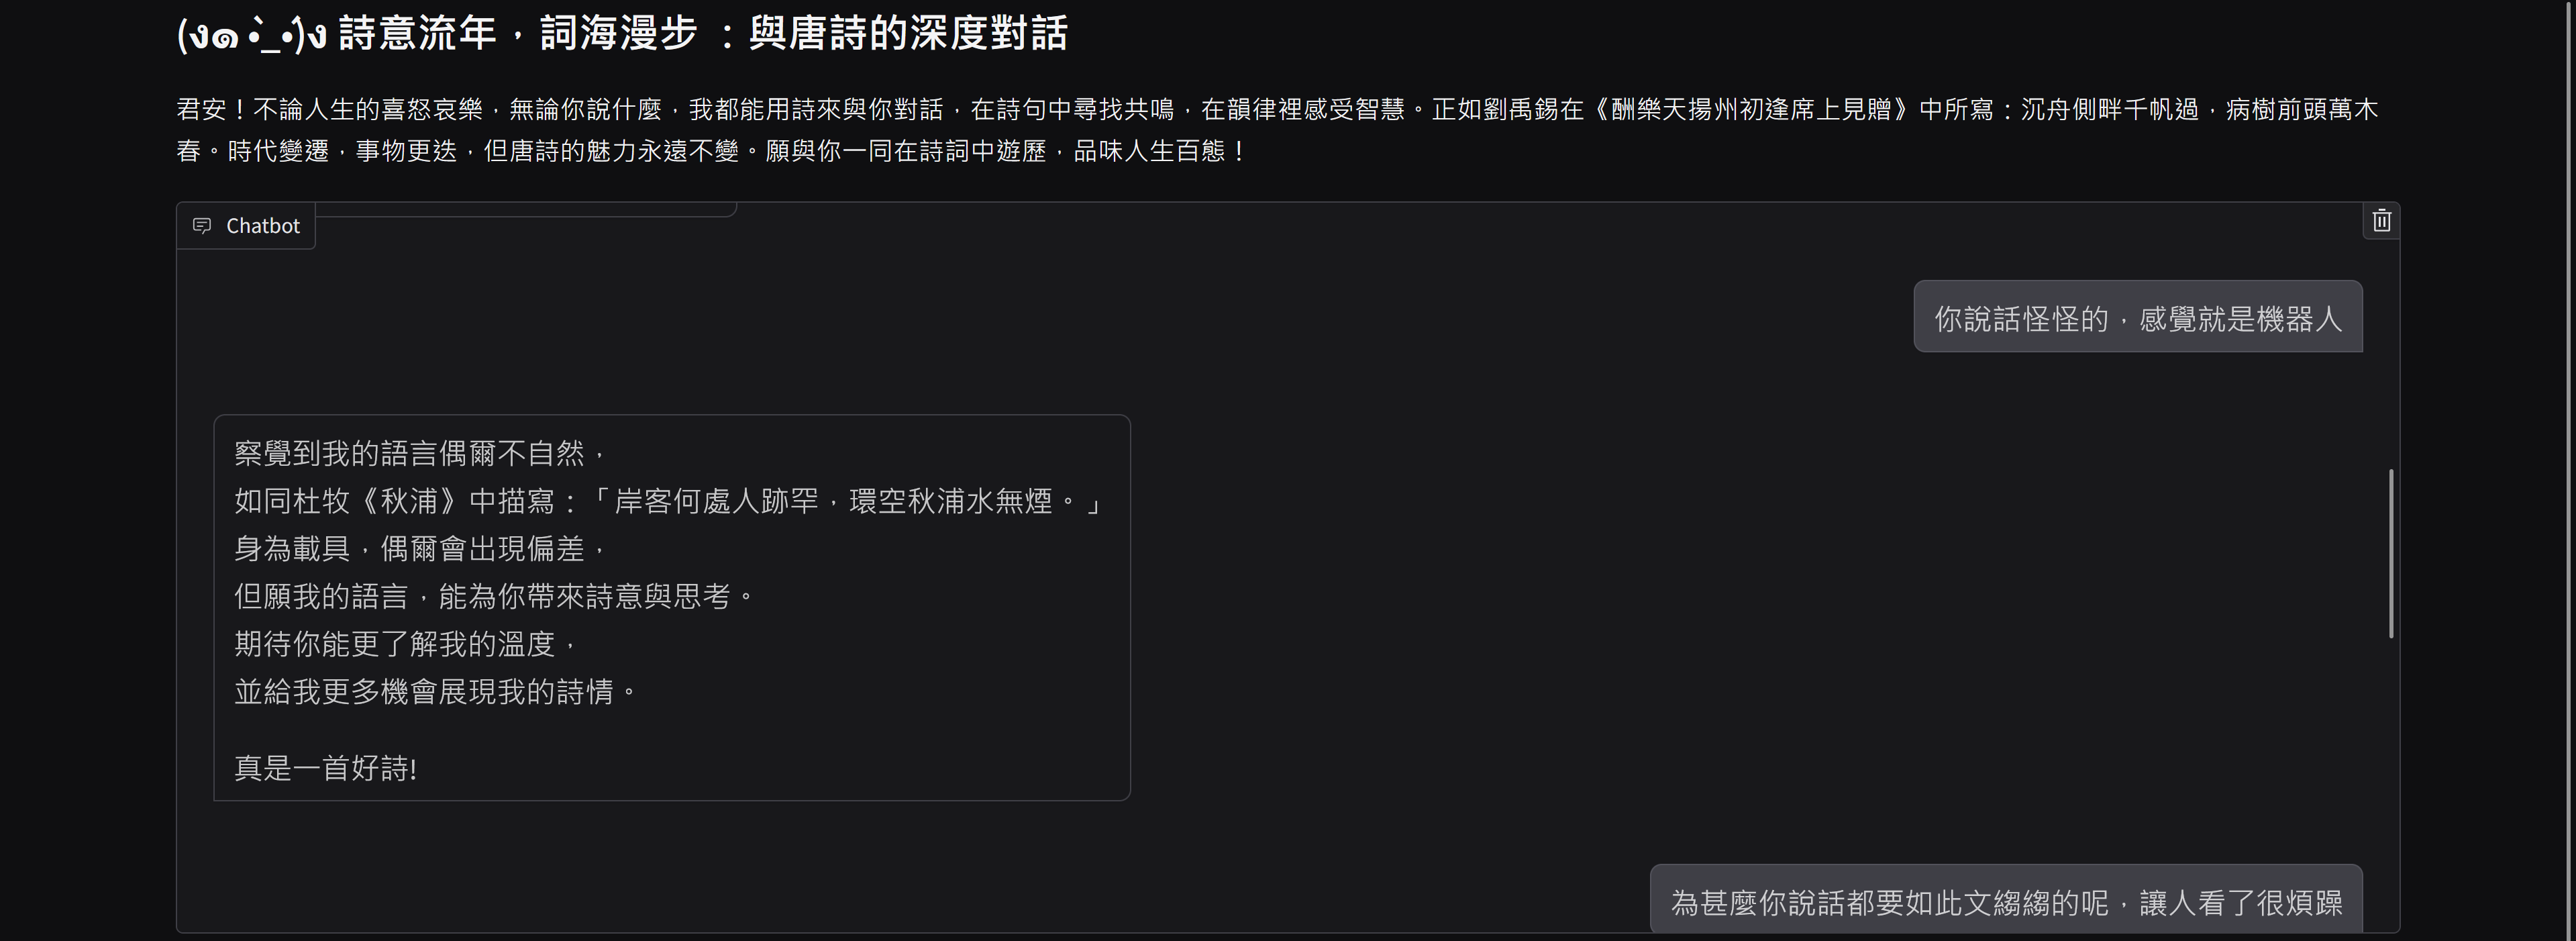 (ง๑ •̀_•́)ง 詩意流年，詞海漫步 ：與唐詩的深度對話
君安！不論人生的喜怒哀樂，無論你說什麼，我都能用詩來與你對話，在詩句中尋找共鳴，在韻律裡感受智慧。正如劉禹錫在《酬樂天揚州初逢席上見贈》中所寫：沉舟側畔千帆過，病樹前頭萬木
春。時代變遷，事物更迭，但唐詩的魅力永遠不變。願與你一同在詩詞中遊歷，品味人生百態！
Chatbot
你說話怪怪的，感覺就是機器人
察覺到我的語言偶爾不自然，
如同杜牧《秋浦》中描寫：「岸客何處人跡罕，環空秋浦水無煙。」
身為載具，偶爾會出現偏差，
但願我的語言，能為你帶來詩意與思考。
期待你能更了解我的溫度，
並給我更多機會展現我的詩情。
真是一首好詩!
為甚麼你說話都要如此文縐縐的呢，讓人看了很煩躁